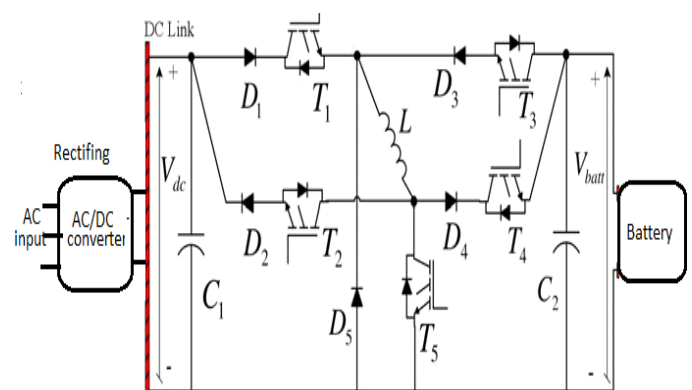 DC Link
+
D1
T1
D3
T3
+
L
Rectifing
Vdc
Vbatt
AC
input
AC/DC
converter
D2
T2
D4
T4
Battery
C1
D5
T5
C2
-
-